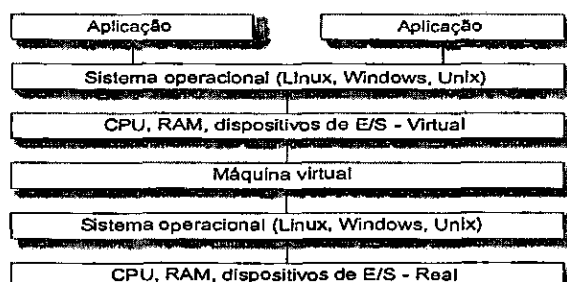 Aplicação Aplicação
Sistema operacional (Linux, Windows, Unix)
CPU, RAM, dispositivos de E/S - Virtual
Máquina virtual
Sistema operacional (Linux, Windows, Unix)
CPU, RAM, dispositivos de E/S - Real